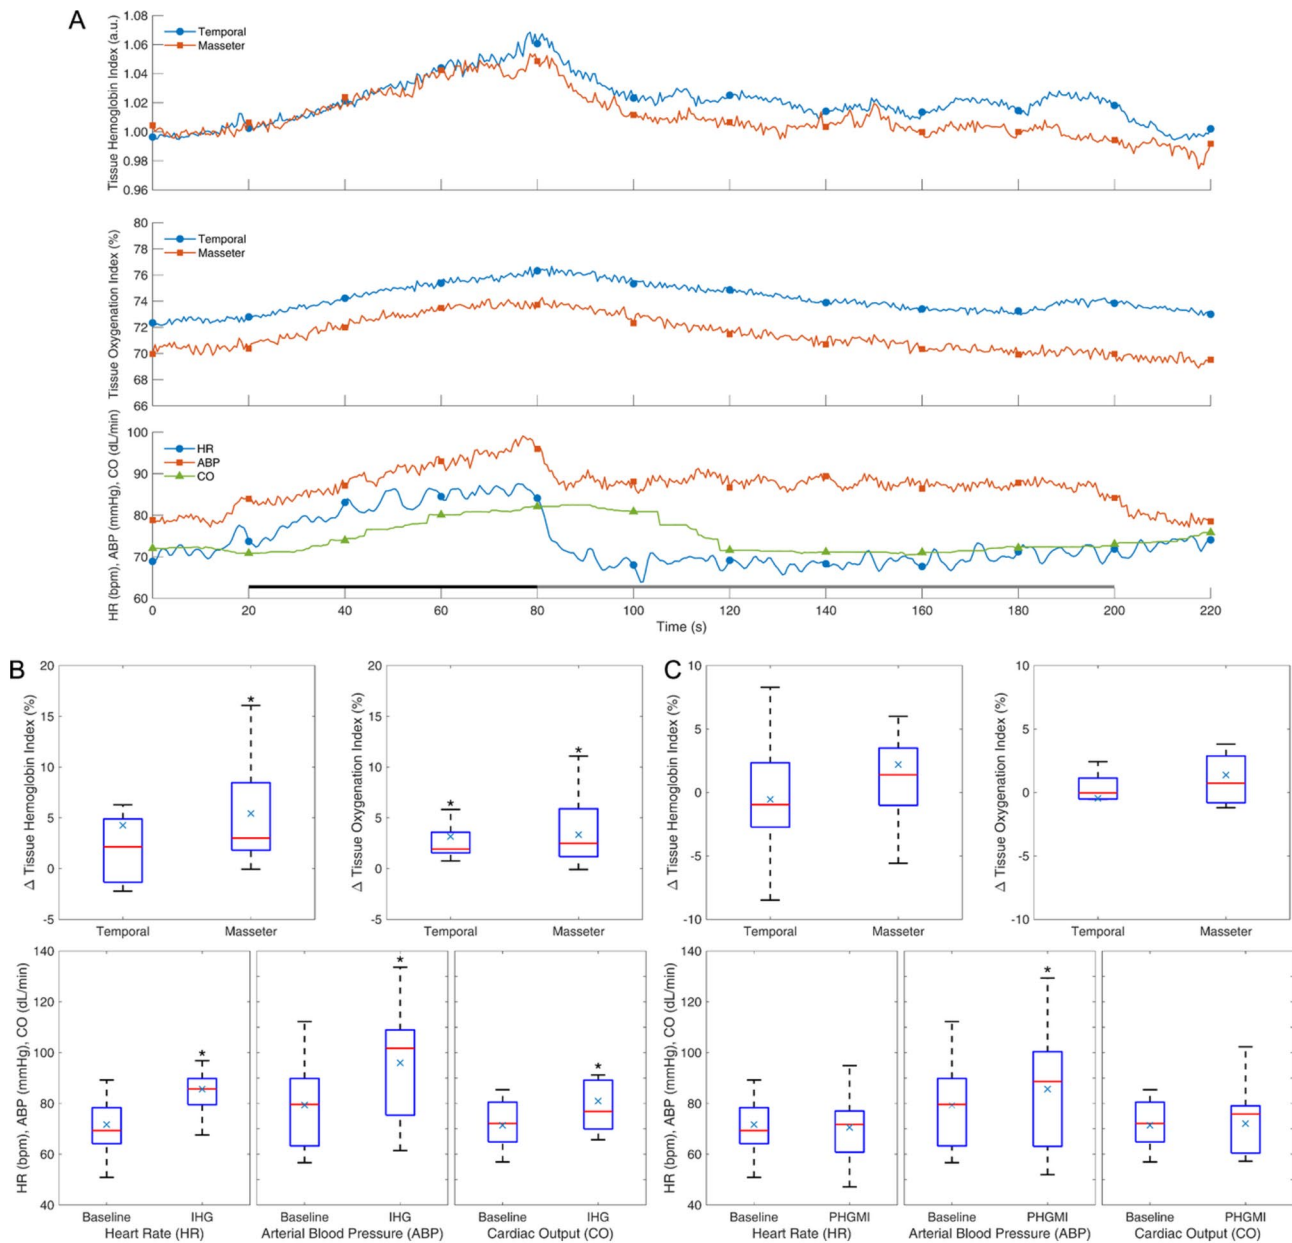 A
Tissue Hemoglobin Index (a.u.)
1.08
1.06
1.04
1.02
1.00
0.98
0.96
Temporal
Masseter
Tissue Oxygenation Index (%)
80
78
76
74
72
70
68
66
Temporal
Masseter
HR (bpm), ABP (mmHg), CO (dL/min)
100
90
80
70
60
HR
ABP
CO
0 20 40 60 80 100 120 140 160 180 200 220
Time (s)
B
Δ Tissue Hemoglobin Index (%)
20
15
10
5
0
-5
*
Temporal Masseter
Δ Tissue Oxygenation Index (%)
20
15
10
5
0
-5
* *
Temporal Masseter
HR (bpm), ABP (mmHg), CO (dL/min)
140
120
100
80
60
40
* * *
Baseline IHG Baseline IHG Baseline IHG
Heart Rate (HR) Arterial Blood Pressure (ABP) Cardiac Output (CO)
C
Δ Tissue Hemoglobin Index (%)
10
5
0
-5
-10
Temporal Masseter
Δ Tissue Oxygenation Index (%)
10
5
0
-5
-10
Temporal Masseter
HR (bpm), ABP (mmHg), CO (dL/min)
140
120
100
80
60
40
*
Baseline PHGMI Baseline PHGMI Baseline PHGMI
Heart Rate (HR) Arterial Blood Pressure (ABP) Cardiac Output (CO)